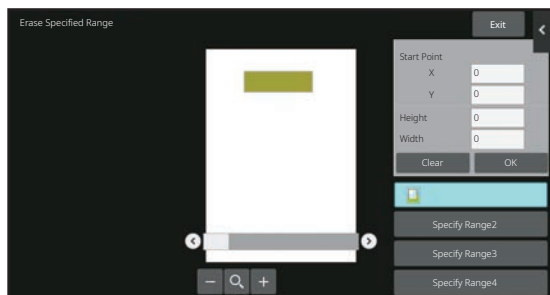 Erase Specified Range
Exit
Start Point
X 0
Y 0
Height 0
Width 0
Clear OK
Specify Range2
Specify Range3
Specify Range4